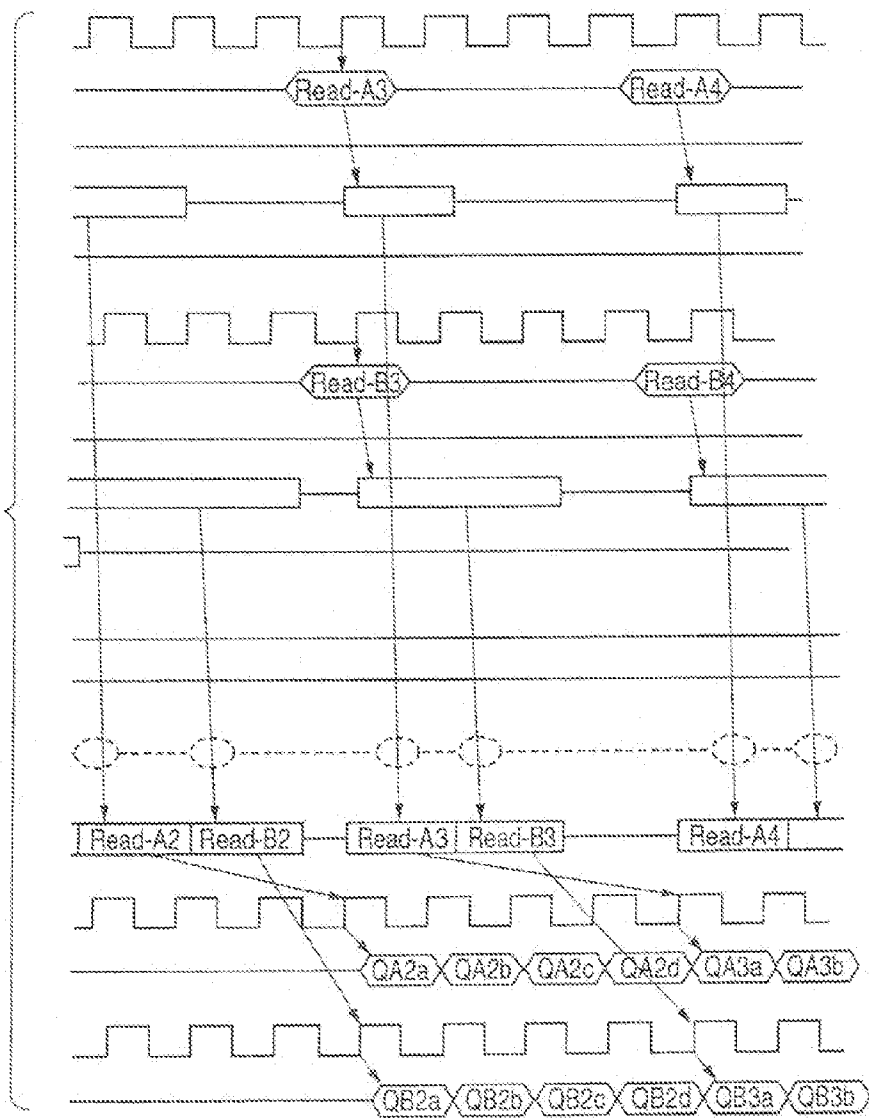 Read-A3 Read-A4
Read-B3 Read-B4
Read-A2 Read-B2 Read-A3 Read-B3 Read-A4
QA2a QA2b QA2c QA2d QA3a QA3b
QB2a QB2b QB2c QB2d QB3a QB3b